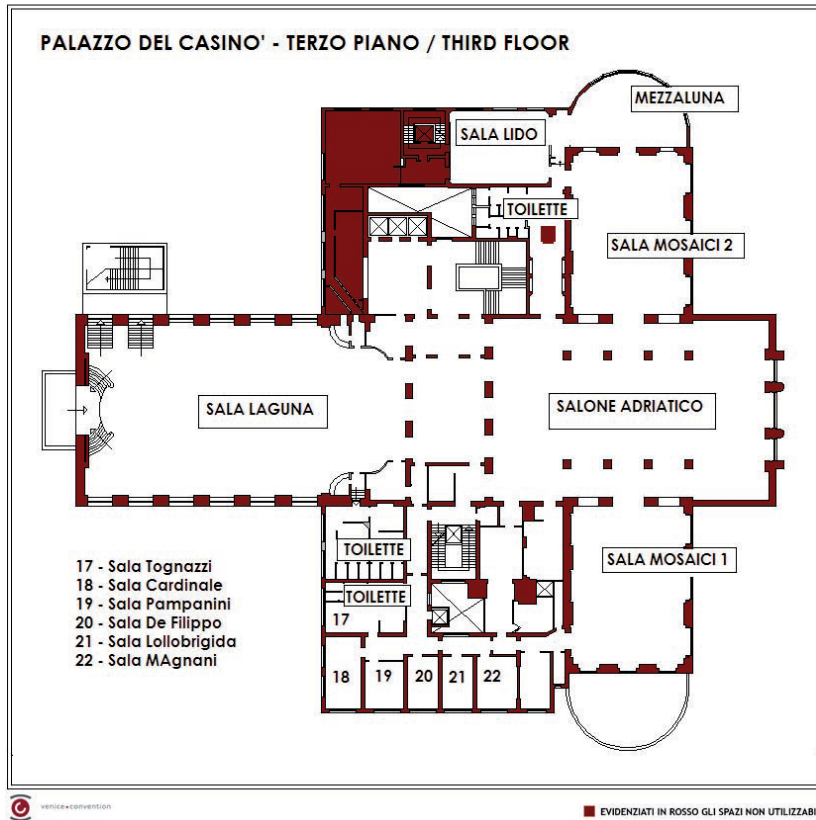 PALAZZO DEL CASINO' - TERZO PIANO / THIRD FLOOR
MEZZALUNA
SALA LIDO
TOILETTE
SALA MOSAICI 2
SALA LAGUNA
SALONE ADRIATICO
TOILETTE
SALA MOSAICI 1
TOILETTE
17
17 - Sala Tognazzi
18 - Sala Cardinale
19 - Sala Pampanini
20 - Sala De Filippo
21 - Sala Lollobrigida
22 - Sala MAgnani
18 19 20 21 22
venice convention
EVIDENZIATI IN ROSSO GLI SPAZI NON UTILIZZABI